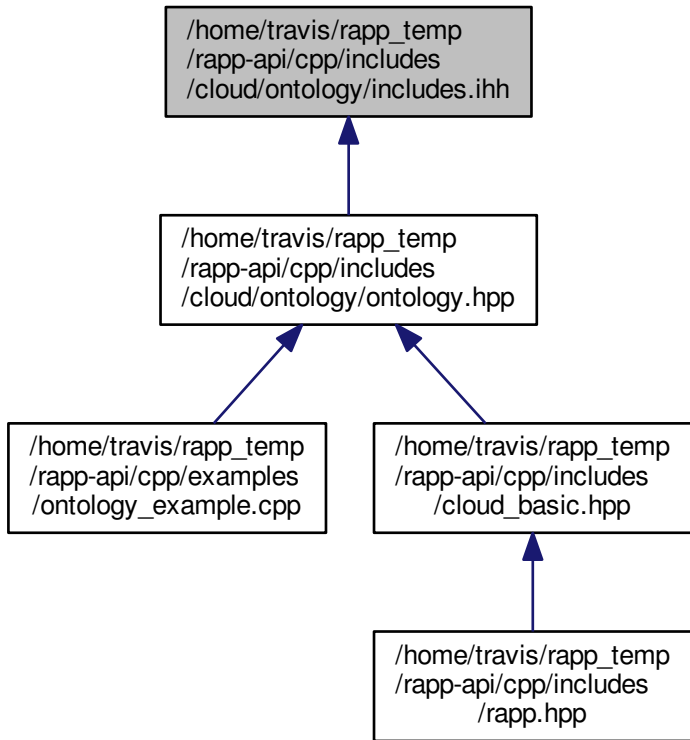 /home/travis/rapp_temp
/rapp-api/cpp/includes
/cloud/ontology/includes.ihh
/home/travis/rapp_temp
/rapp-api/cpp/includes
/cloud/ontology/ontology.hpp
/home/travis/rapp_temp
/rapp-api/cpp/examples
/ontology_example.cpp
/home/travis/rapp_temp
/rapp-api/cpp/includes
/cloud_basic.hpp
/home/travis/rapp_temp
/rapp-api/cpp/includes
/rapp.hpp